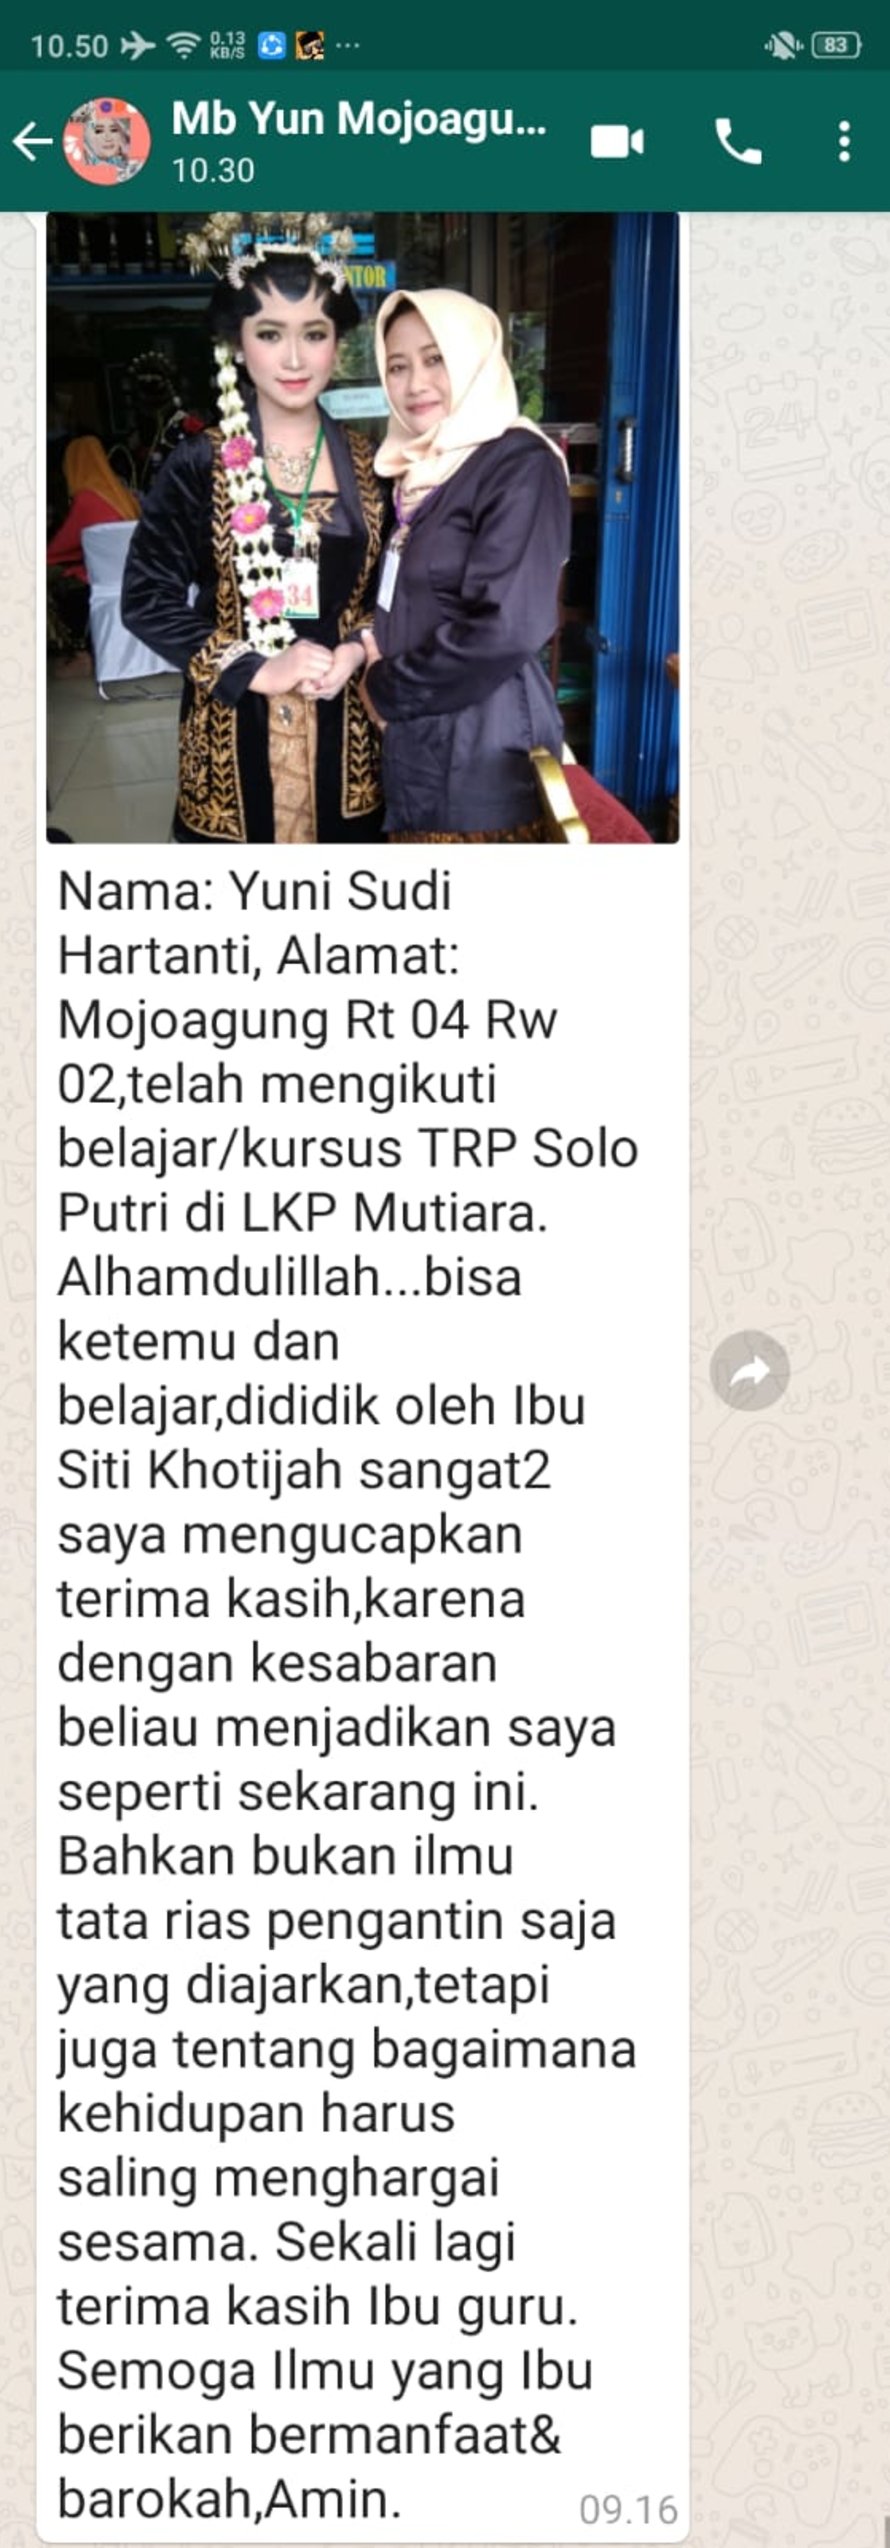 10.50 0.13 KB/S ... 83
Mb Yun Mojoagu...
10.30
NTOR
34
Nama: Yuni Sudi
Hartanti, Alamat:
Mojoagung Rt 04 Rw
02,telah mengikuti
belajar/kursus TRP Solo
Putri di LKP Mutiara.
Alhamdulillah...bisa
ketemu dan
belajar,dididik oleh Ibu
Siti Khotijah sangat2
saya mengucapkan
terima kasih,karena
dengan kesabaran
beliau menjadikan saya
seperti sekarang ini.
Bahkan bukan ilmu
tata rias pengantin saja
yang diajarkan,tetapi
juga tentang bagaimana
kehidupan harus
saling menghargai
sesama. Sekali lagi
terima kasih Ibu guru.
Semoga Ilmu yang Ibu
berikan bermanfaat&
barokah,Amin.
09.16